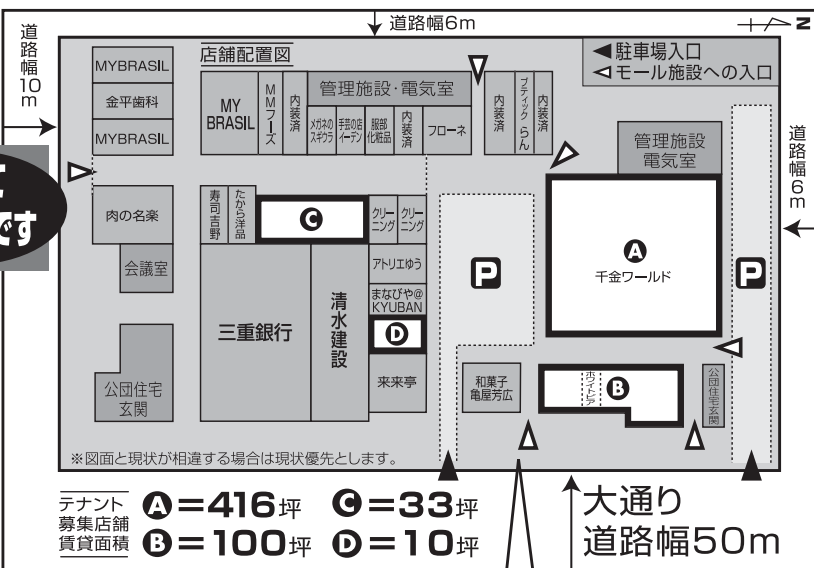 道路幅6m
N
道路幅10m
店舗配置図
◀駐車場入口
◁モール施設への入口
MYBRASIL
金平歯科
MYBRASIL
MY BRASIL
MMフーズ
内装済
管理施設・電気室
メガネのスギウラ
手芸の店イーデン
服部化粧品
内装済
フローネ
内装済
ブティックらん
内装済
管理施設
電気室
道路幅6m
です
肉の名楽
会議室
公団住宅
玄関
寿司吉野
たから洋品
C
クリーニング
クリーニング
アトリエゆう
まなびや@
KYUBAN
三重銀行
清水建設
D
来来亭
P
A
千金ワールド
P
和菓子
亀屋芳広
ホワイトピア
B
公団住宅玄関
※図面と現状が相違する場合は現状優先とします。
テナント
募集店舗
賃貸面積
A=416坪 C=33坪
B=100坪 D=10坪
大通り
道路幅50m